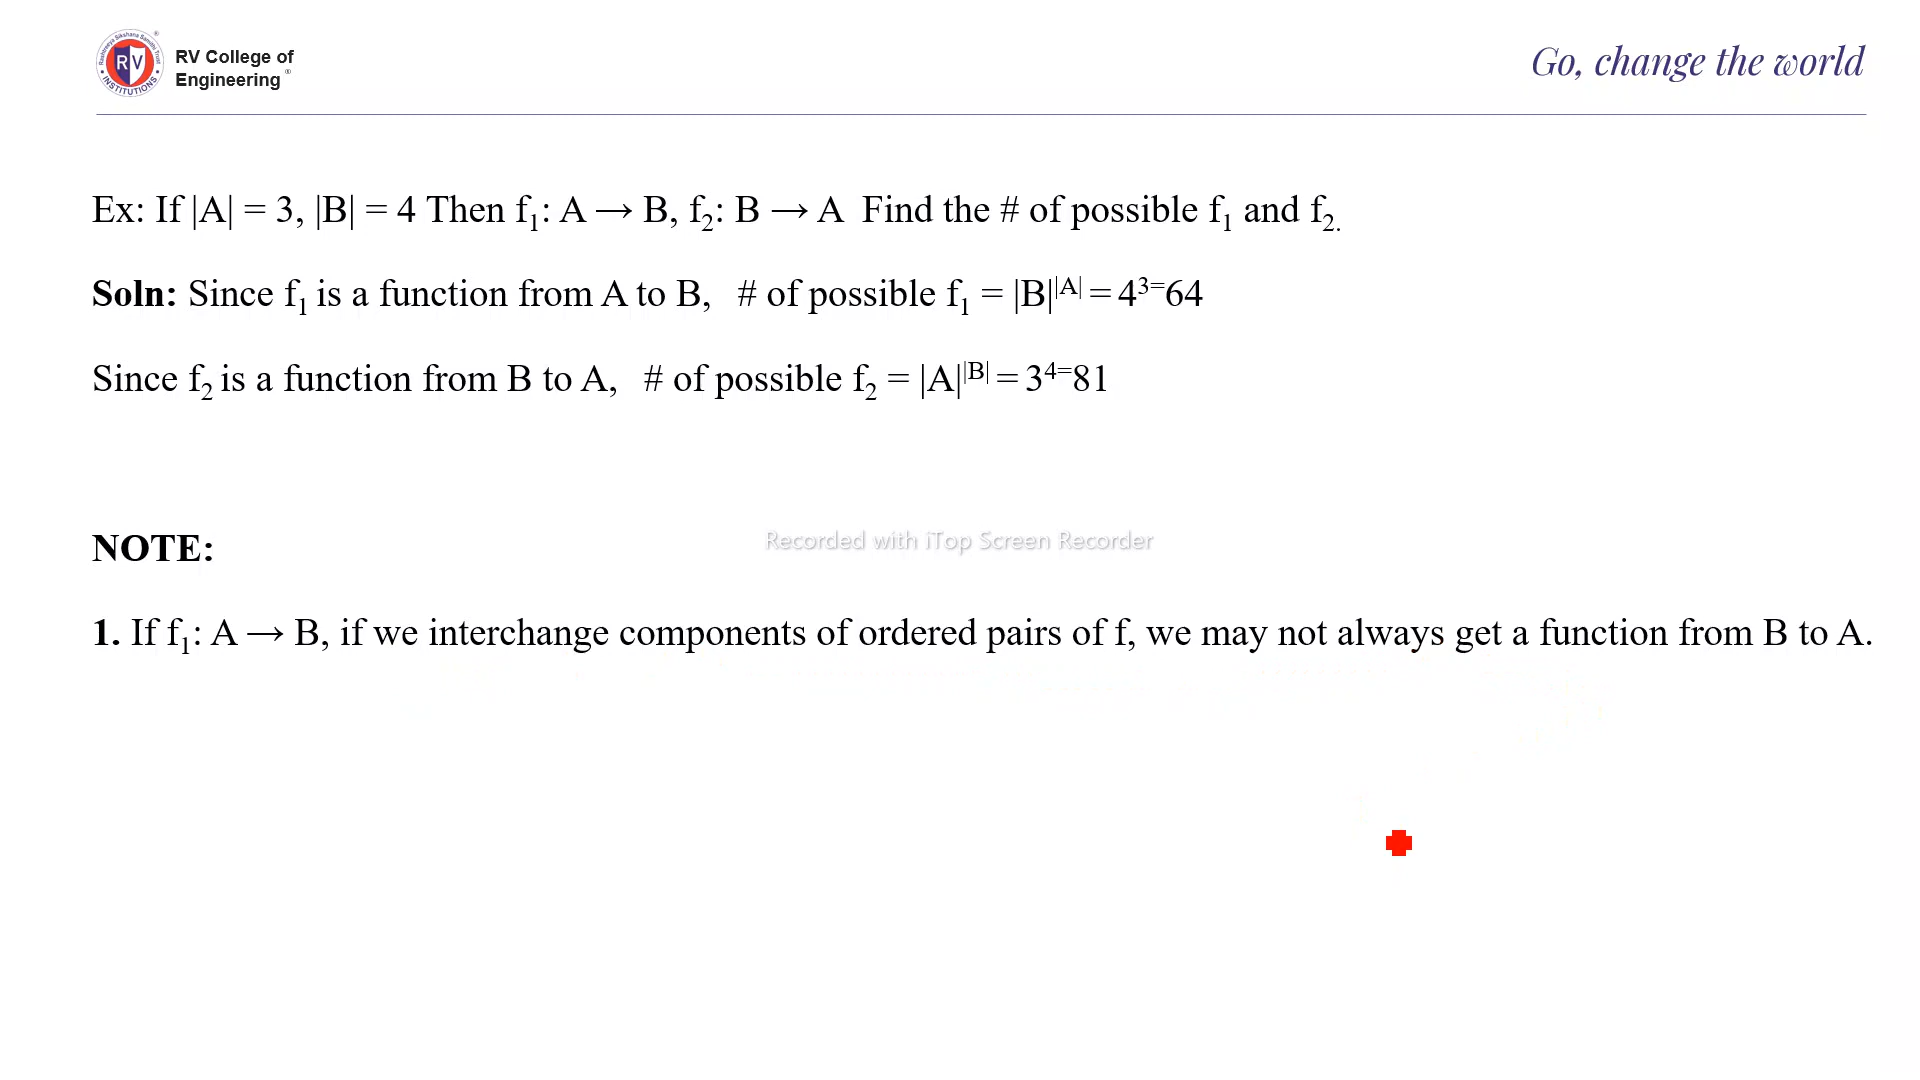 RV College of
Engineering ®
Go, change the world
RV
INSTITUTIONS
Ex: If |A| = 3, |B| = 4 Then f₁: A → B, f₂: B → A Find the # of possible f₁ and f₂.
Soln: Since f₁ is a function from A to B, # of possible f₁ = |B||A| = 4³⁼64
Since f₂ is a function from B to A, # of possible f₂ = |A||B| = 3⁴⁼81
NOTE:
Recorded with iTop Screen Recorder
1. If f₁: A → B, if we interchange components of ordered pairs of f, we may not always get a function from B to A.